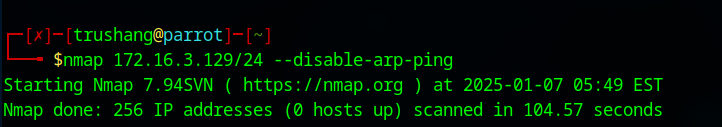 ┌─[✗]─[trushang@parrot]─[~]
└──╼ $nmap 172.16.3.129/24 --disable-arp-ping
Starting Nmap 7.94SVN ( https://nmap.org ) at 2025-01-07 05:49 EST
Nmap done: 256 IP addresses (0 hosts up) scanned in 104.57 seconds